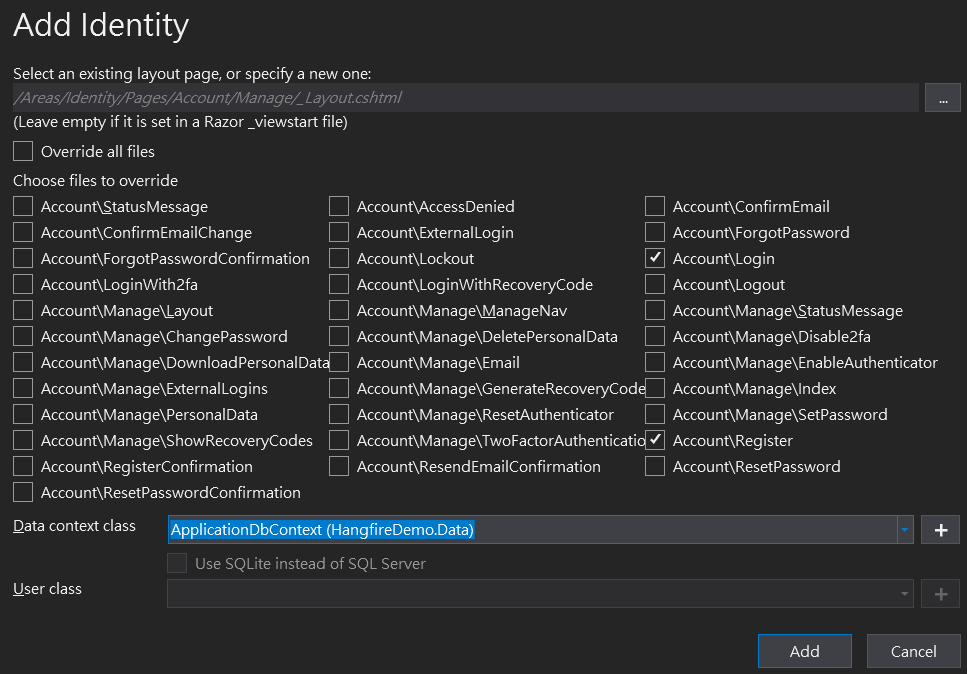 Add Identity
Select an existing layout page, or specify a new one:
/Areas/Identity/Pages/Account/Manage/_Layout.cshtml
...
(Leave empty if it is set in a Razor _viewstart file)
Override all files
Choose files to override
Account\StatusMessage Account\AccessDenied Account\ConfirmEmail
Account\ConfirmEmailChange Account\ExternalLogin Account\ForgotPassword
Account\ForgotPasswordConfirmation Account\Lockout Account\Login
Account\LoginWith2fa Account\LoginWithRecoveryCode Account\Logout
Account\Manage\Layout Account\Manage\ManageNav Account\Manage\StatusMessage
Account\Manage\ChangePassword Account\Manage\DeletePersonalData Account\Manage\Disable2fa
Account\Manage\DownloadPersonalData Account\Manage\Email Account\Manage\EnableAuthenticator
Account\Manage\ExternalLogins Account\Manage\GenerateRecoveryCode Account\Manage\Index
Account\Manage\PersonalData Account\Manage\ResetAuthenticator Account\Manage\SetPassword
Account\Manage\ShowRecoveryCodes Account\Manage\TwoFactorAuthenticatio Account\Register
Account\RegisterConfirmation Account\ResendEmailConfirmation Account\ResetPassword
Account\ResetPasswordConfirmation
Data context class ApplicationDbContext (HangfireDemo.Data) +
Use SQLite instead of SQL Server
User class +
Add Cancel